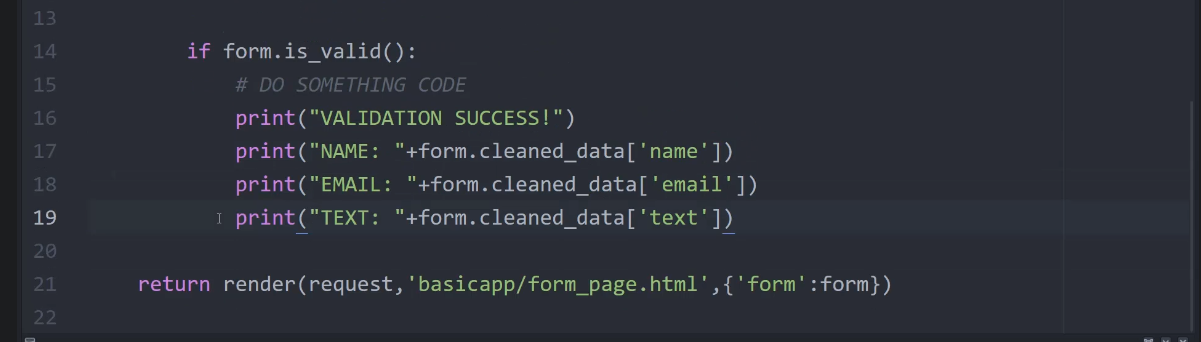 13
14 if form.is_valid():
15 # DO SOMETHING CODE
16 print("VALIDATION SUCCESS!")
17 print("NAME: "+form.cleaned_data['name'])
18 print("EMAIL: "+form.cleaned_data['email'])
19 print("TEXT: "+form.cleaned_data['text'])
20
21 return render(request,'basicapp/form_page.html',{'form':form})
22